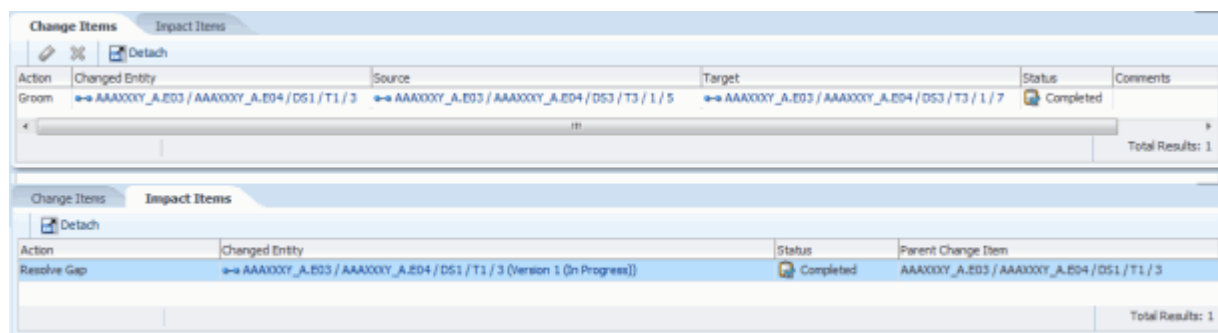 Change Items Impact Items
Detach
Action Changed Entity Source Target Status Comments
Groom AAAXXXY_A.E03 / AAAXXXY_A.E04 / DS1 / T1 / 3 AAAXXXY_A.E03 / AAAXXXY_A.E04 / DS3 / T3 / 1 / 5 AAAXXXY_A.E03 / AAAXXXY_A.E04 / DS3 / T3 / 1 / 7 Completed
Total Results: 1
Change Items Impact Items
Detach
Action Changed Entity Status Parent Change Item
Resolve Gap AAAXXXY_A.E03 / AAAXXXY_A.E04 / DS1 / T1 / 3 (Version 1 (In Progress)) Completed AAAXXXY_A.E03 / AAAXXXY_A.E04 / DS1 / T1 / 3
Total Results: 1